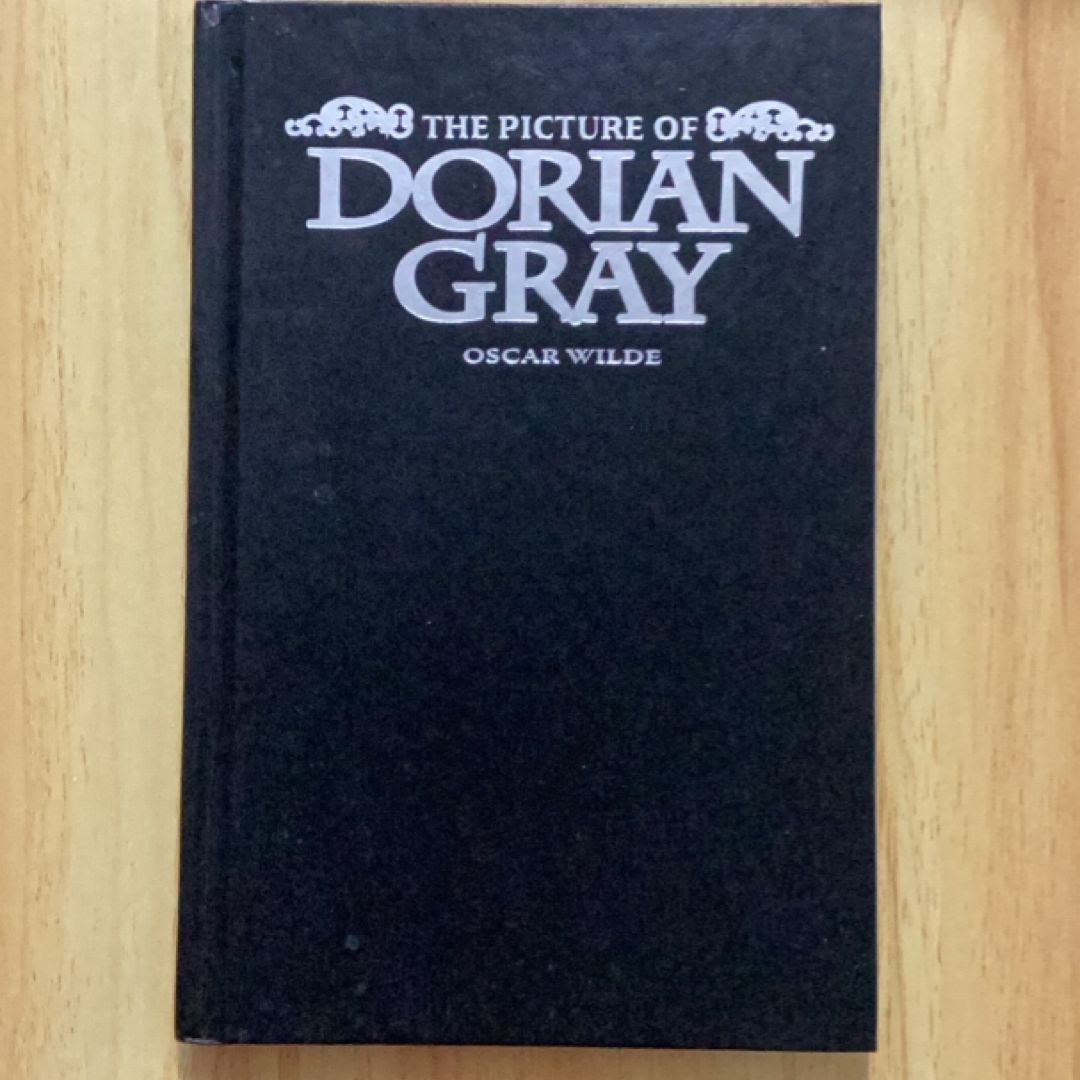 THE PICTURE OF
DORIAN
GRAY
OSCAR WILDE